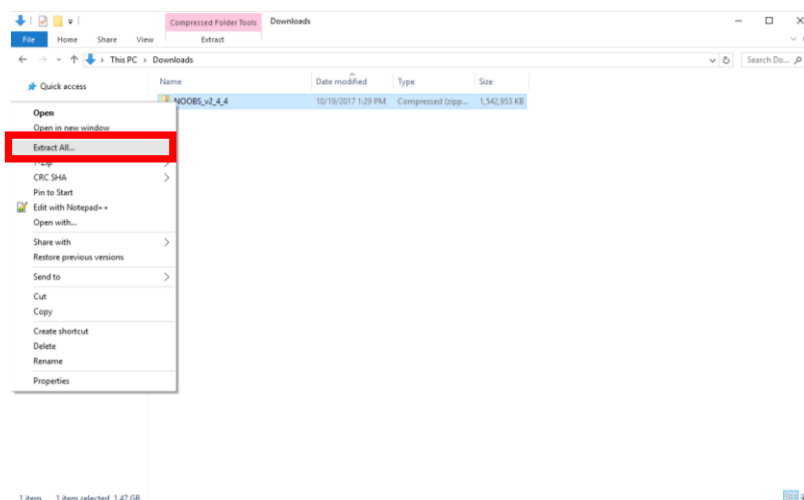 Compressed Folder Tools Downloads
File Home Share View Extract
This PC > Downloads Search Do...
Quick access
Name Date modified Type Size
NOOBS_v2_4_4 10/19/2017 1:29 PM Compressed (zipp... 1,542,953 KB
Open
Open in new window
Extract All...
7-Zip
CRC SHA
Pin to Start
Edit with Notepad++
Open with...
Share with
Restore previous versions
Send to
Cut
Copy
Create shortcut
Delete
Rename
Properties
1 item 1 item selected 1.47 GB